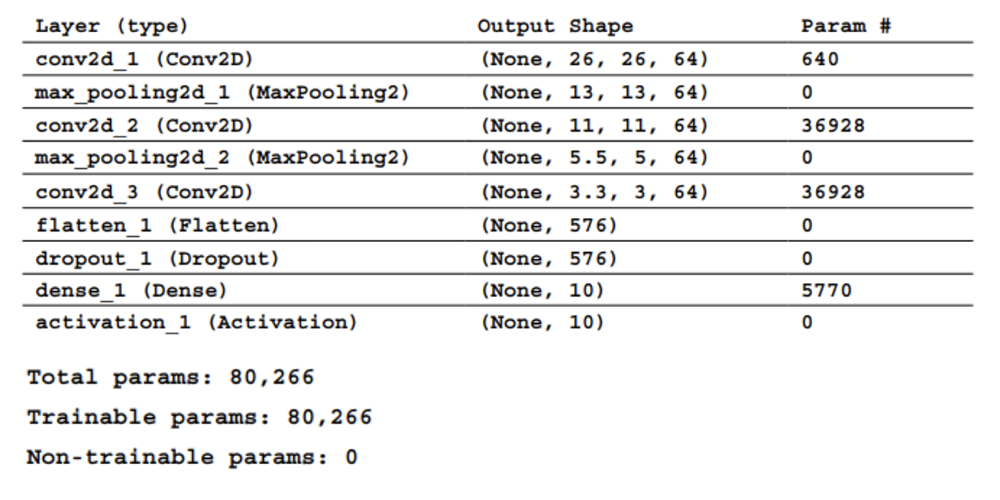 Layer (type) Output Shape Param #
conv2d_1 (Conv2D) (None, 26, 26, 64) 640
max_pooling2d_1 (MaxPooling2) (None, 13, 13, 64) 0
conv2d_2 (Conv2D) (None, 11, 11, 64) 36928
max_pooling2d_2 (MaxPooling2) (None, 5.5, 5, 64) 0
conv2d_3 (Conv2D) (None, 3.3, 3, 64) 36928
flatten_1 (Flatten) (None, 576) 0
dropout_1 (Dropout) (None, 576) 0
dense_1 (Dense) (None, 10) 5770
activation_1 (Activation) (None, 10) 0
Total params: 80,266
Trainable params: 80,266
Non-trainable params: 0